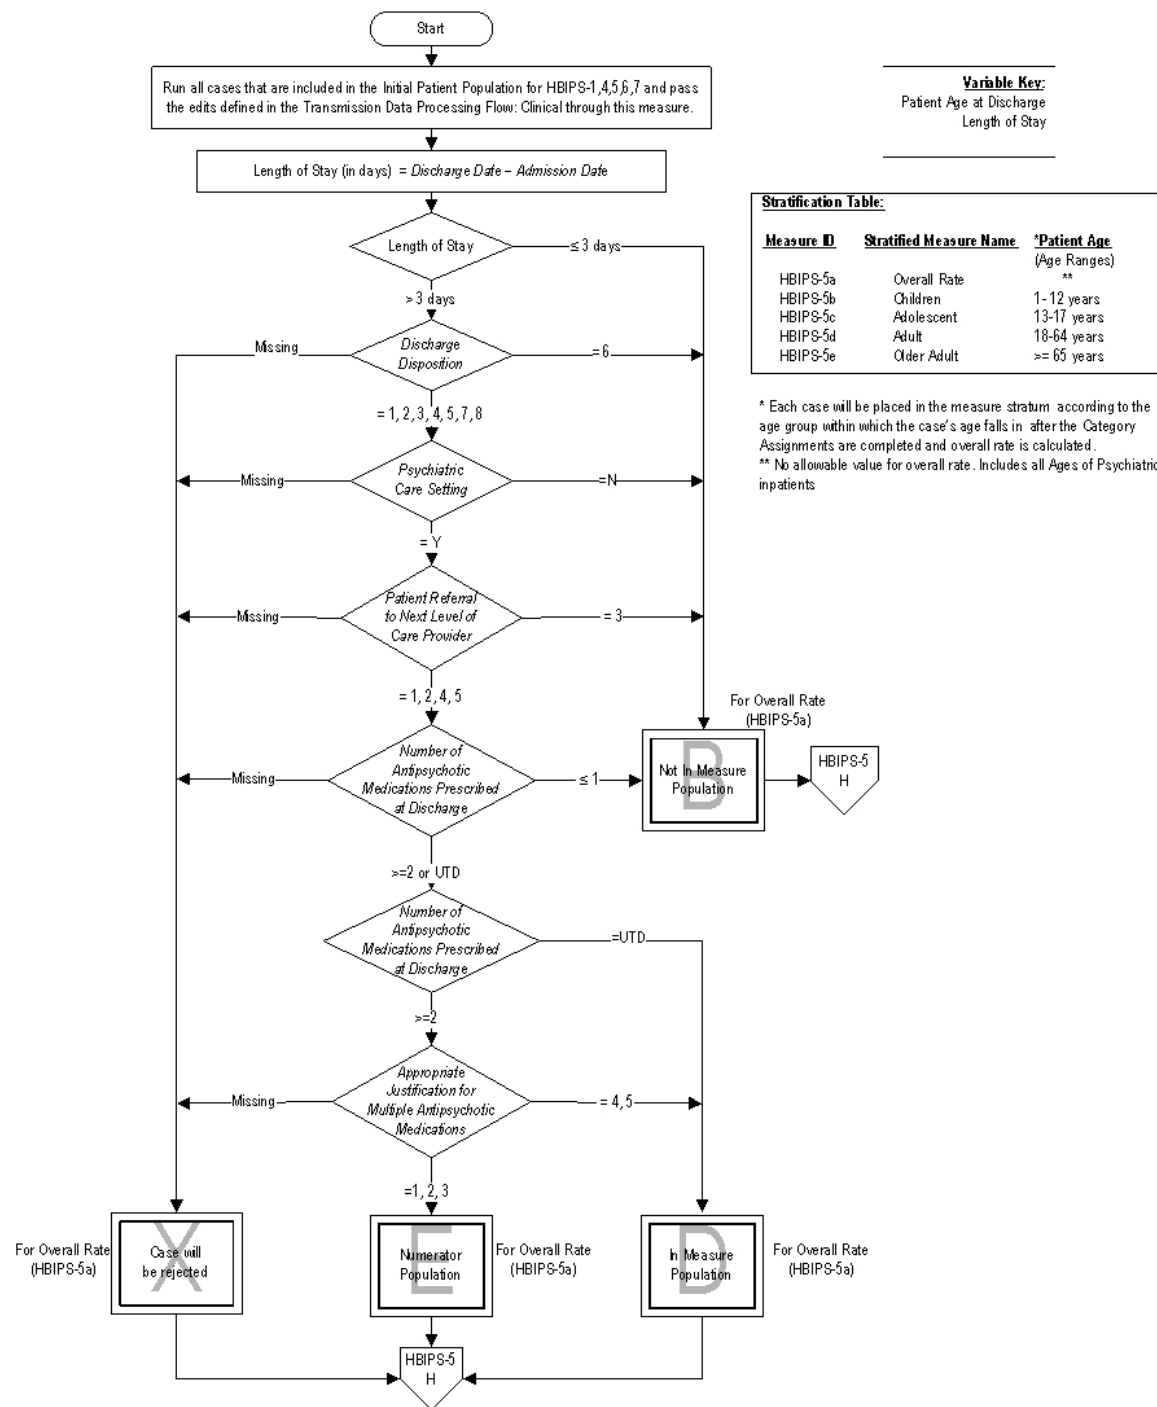 Start
Run all cases that are included in the Initial Patient Population for HBIPS-1,4,5,6,7 and pass
the edits defined in the Transmission Data Processing Flow: Clinical through this measure.
Variable Key:
Patient Age at Discharge
Length of Stay
Length of Stay (in days) = Discharge Date – Admission Date
Stratification Table:
Measure ID Stratified Measure Name *Patient Age
(Age Ranges)
HBIPS-5a Overall Rate **
HBIPS-5b Children 1-12 years
HBIPS-5c Adolescent 13-17 years
HBIPS-5d Adult 18-64 years
HBIPS-5e Older Adult >= 65 years
* Each case will be placed in the measure stratum according to the
age group within which the case's age falls in after the Category
Assignments are completed and overall rate is calculated.
** No allowable value for overall rate. Includes all Ages of Psychiatric
inpatients
Length of Stay
≤ 3 days
> 3 days
Missing
Discharge
Disposition
= 6
= 1, 2, 3, 4, 5, 7, 8
Missing
Psychiatric
Care Setting
=N
= Y
Missing
Patient Referral
to Next Level of
Care Provider
= 3
= 1, 2, 4, 5
For Overall Rate
(HBIPS-5a)
Missing
Number of
Antipsychotic
Medications Prescribed
at Discharge
≤ 1
B
Not In Measure
Population
HBIPS-5
H
>=2 or UTD
Number of
Antipsychotic
Medications Prescribed
at Discharge
=UTD
>=2
Missing
Appropriate
Justification for
Multiple Antipsychotic
Medications
= 4, 5
=1, 2, 3
For Overall Rate
(HBIPS-5a)
X
Case will
be rejected
E
Numerator
Population
For Overall Rate
(HBIPS-5a)
D
In Measure
Population
For Overall Rate
(HBIPS-5a)
HBIPS-5
H